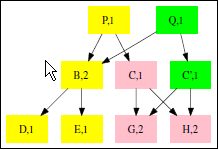 P,1 Q,1
B,2 C,1 C',1
D,1 E,1 G,2 H,2